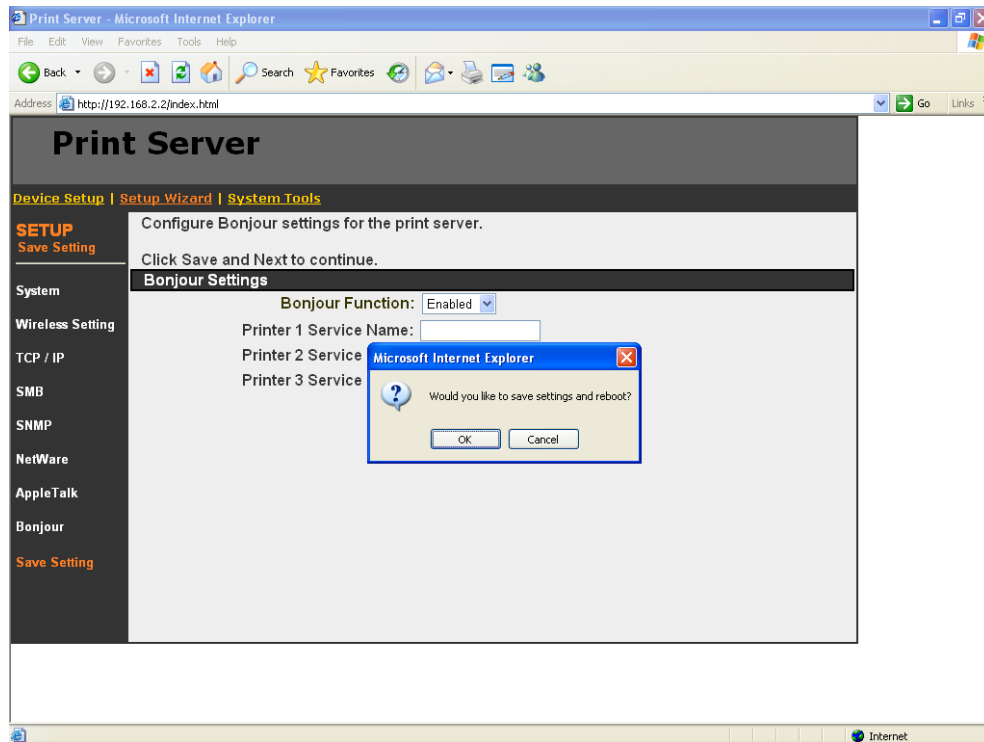 Print Server - Microsoft Internet Explorer
File Edit View Favorites Tools Help
Back Search Favorites
Address http://192.168.2.2/index.html Go Links
Print Server
Device Setup | Setup Wizard | System Tools
SETUP
Save Setting
System
Wireless Setting
TCP / IP
SMB
SNMP
NetWare
AppleTalk
Bonjour
Save Setting
Configure Bonjour settings for the print server.
Click Save and Next to continue.
Bonjour Settings
Bonjour Function: Enabled
Printer 1 Service Name:
Printer 2 Service
Printer 3 Service
Microsoft Internet Explorer
Would you like to save settings and reboot?
OK Cancel
Internet